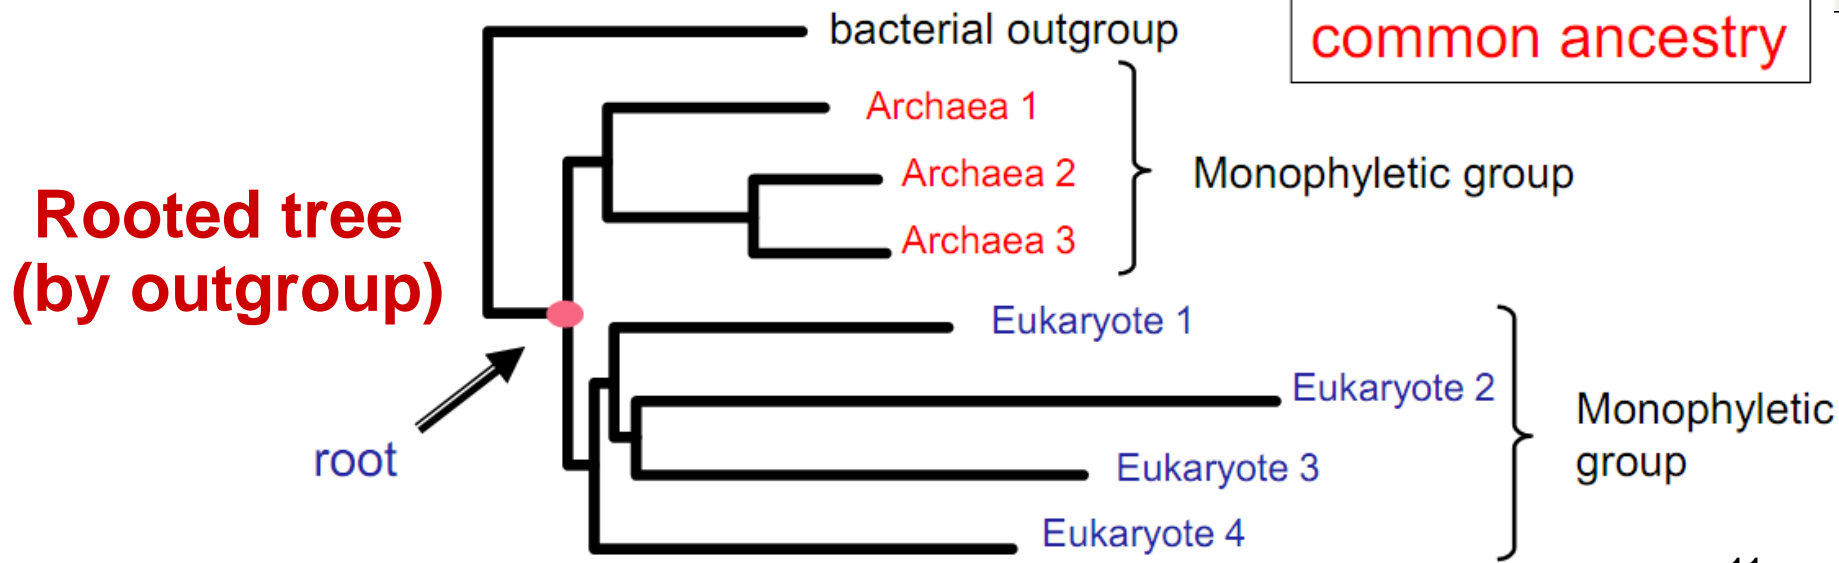 bacterial outgroup
common ancestry
Archaea 1
Archaea 2
Archaea 3
Monophyletic group
Rooted tree
(by outgroup)
root
Eukaryote 1
Eukaryote 2
Eukaryote 3
Eukaryote 4
Monophyletic
group